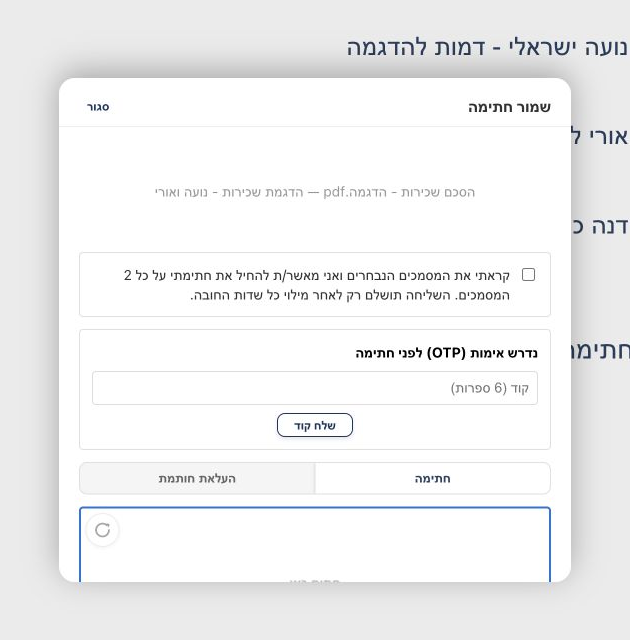 נועה ישראלי - דמות להדגמה
אורי
דנה
חתימה
שמור חתימה
סגור
הסכם שכירות - הדגמה.pdf — הדגמת שכירות - נועה ואורי
קראתי את המסמכים הנבחרים ואני מאשר/ת להחיל את חתימתי על כל 2
המסמכים. השליחה תושלם רק לאחר מילוי כל שדות החובה.
נדרש אימות (OTP) לפני חתימה
קוד (6 ספרות)
שלח קוד
חתימה
העלאת חותמת